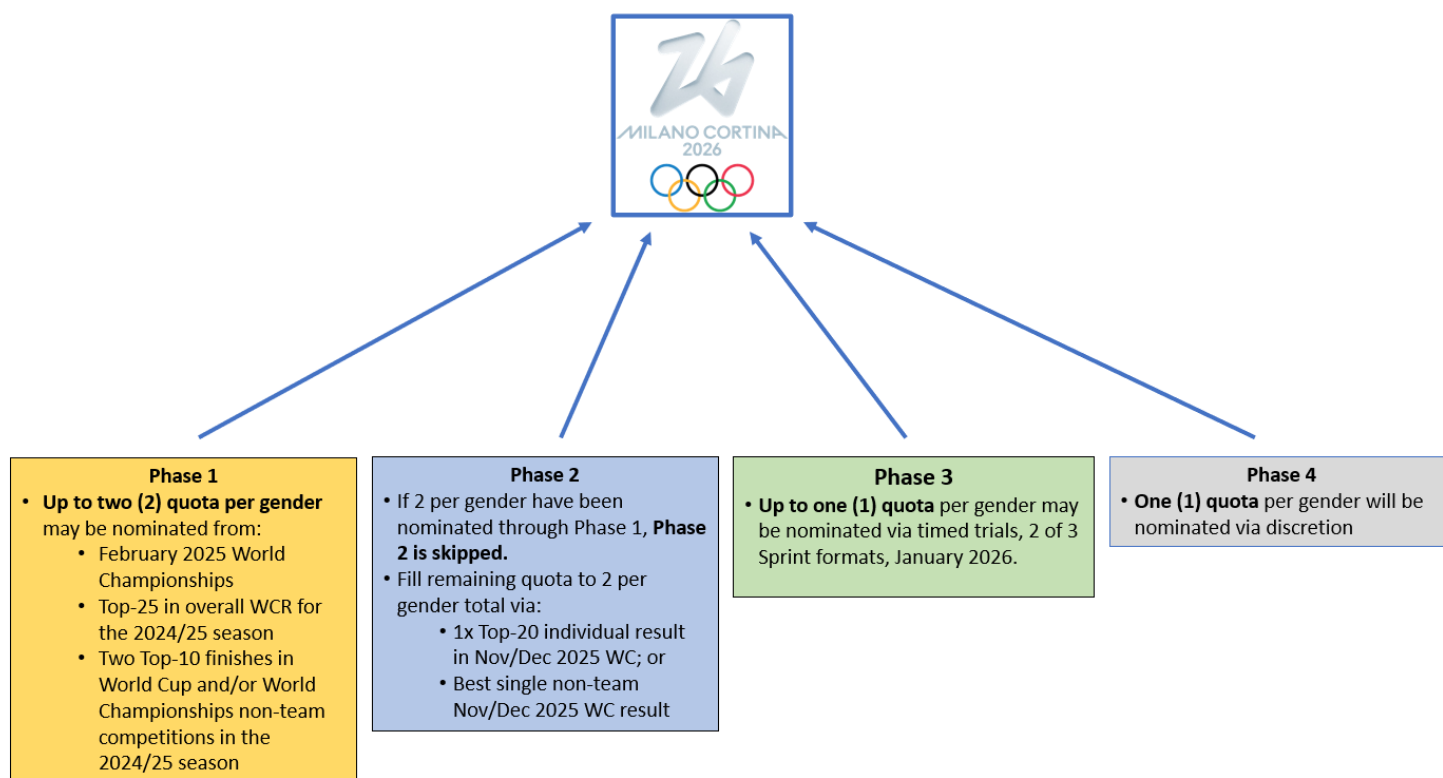 26
MILANO CORTINA
2026
Phase 1
• Up to two (2) quota per gender
may be nominated from:
• February 2025 World
Championships
• Top-25 in overall WCR for
the 2024/25 season
• Two Top-10 finishes in
World Cup and/or World
Championships non-team
competitions in the
2024/25 season
Phase 2
• If 2 per gender have been
nominated through Phase 1, Phase
2 is skipped.
• Fill remaining quota to 2 per
gender total via:
• 1x Top-20 individual result
in Nov/Dec 2025 WC; or
• Best single non-team
Nov/Dec 2025 WC result
Phase 3
• Up to one (1) quota per gender may
be nominated via timed trials, 2 of 3
Sprint formats, January 2026.
Phase 4
• One (1) quota per gender will be
nominated via discretion